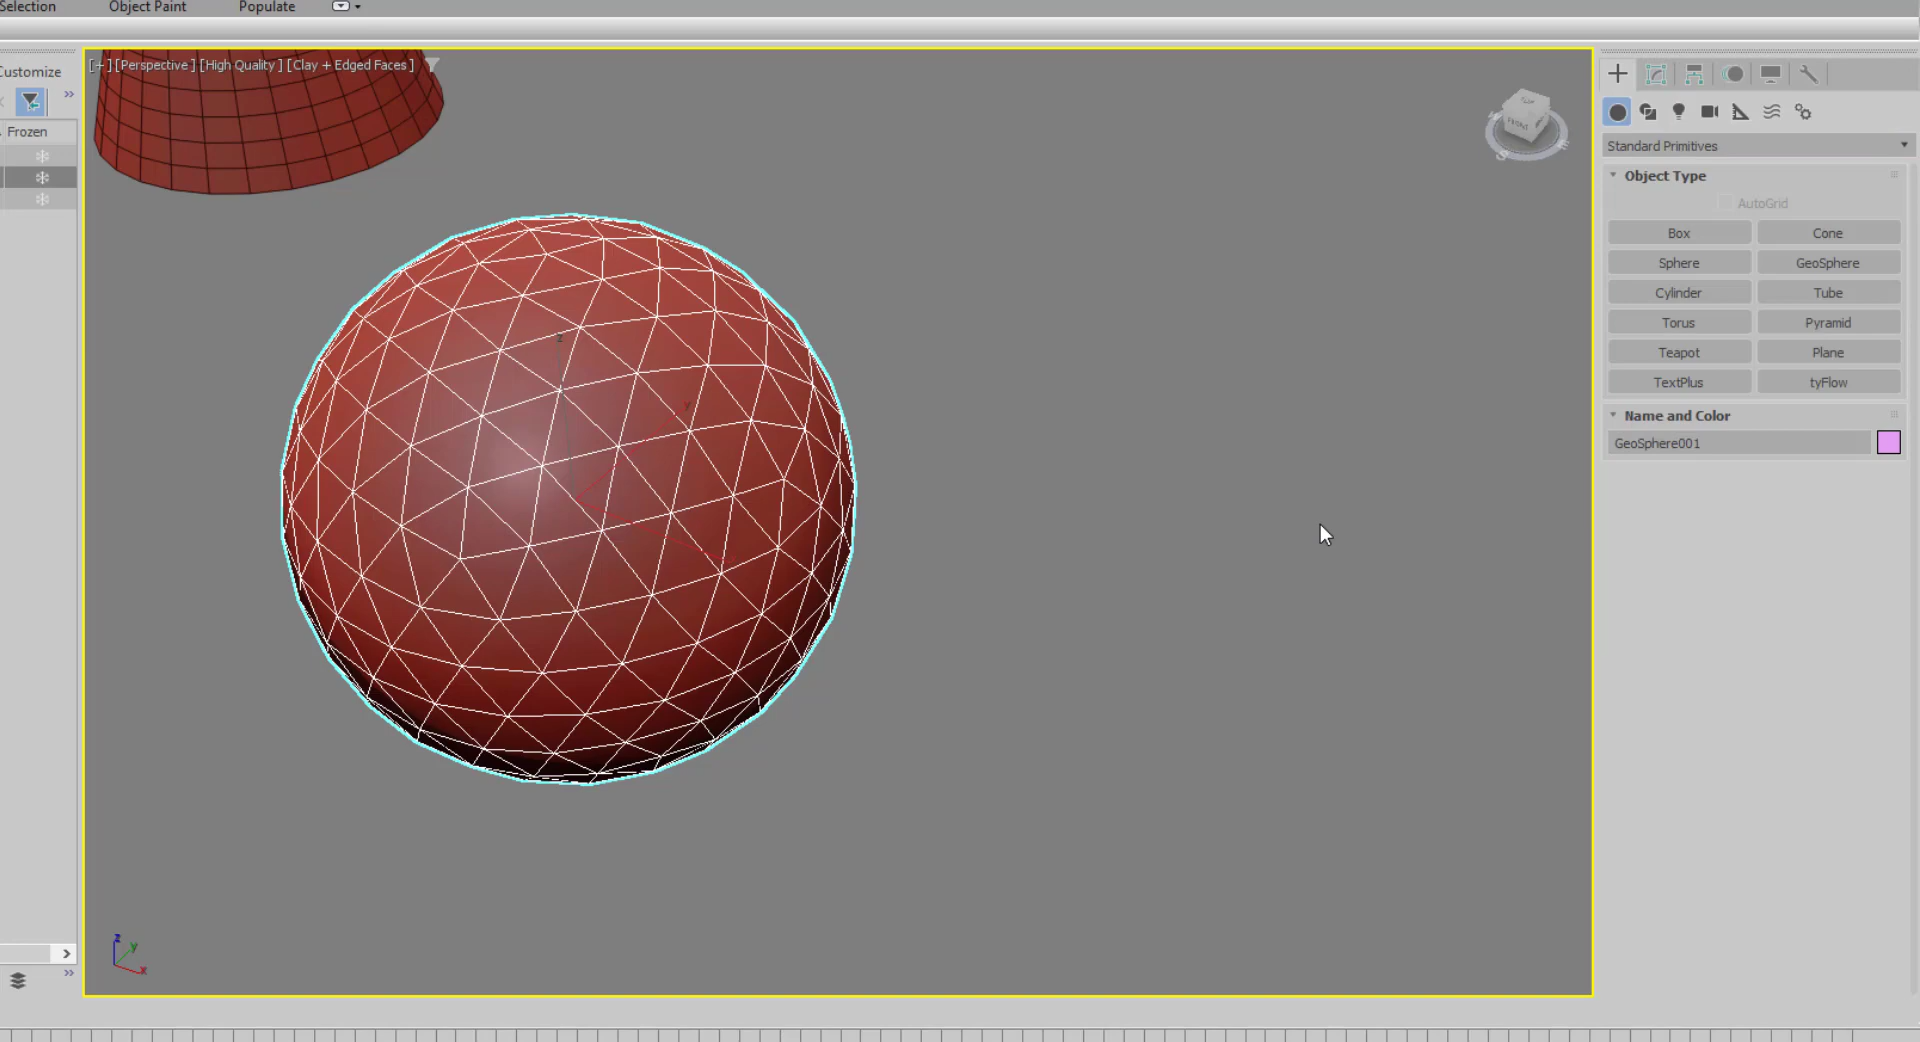 Selection Object Paint Populate
Customize
Frozen
[+] [Perspective] [High Quality] [Clay + Edged Faces]
z
y
x
FRONT
Standard Primitives
Object Type
AutoGrid
Box Cone
Sphere GeoSphere
Cylinder Tube
Torus Pyramid
Teapot Plane
TextPlus tyFlow
Name and Color
GeoSphere001
z
y
x